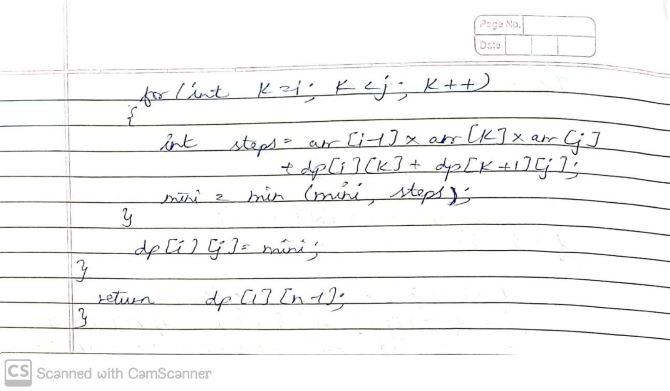 Page No.
Date
for (int K=i; K<j; K++)
{
int steps = arr[i-1] × arr[K] × arr[j]
+ dp[i][K] + dp[K+1][j];
mini = min (mini, steps);
}
dp[i][j] = mini;
}
return dp[1][n-1];
}
CS Scanned with CamScanner